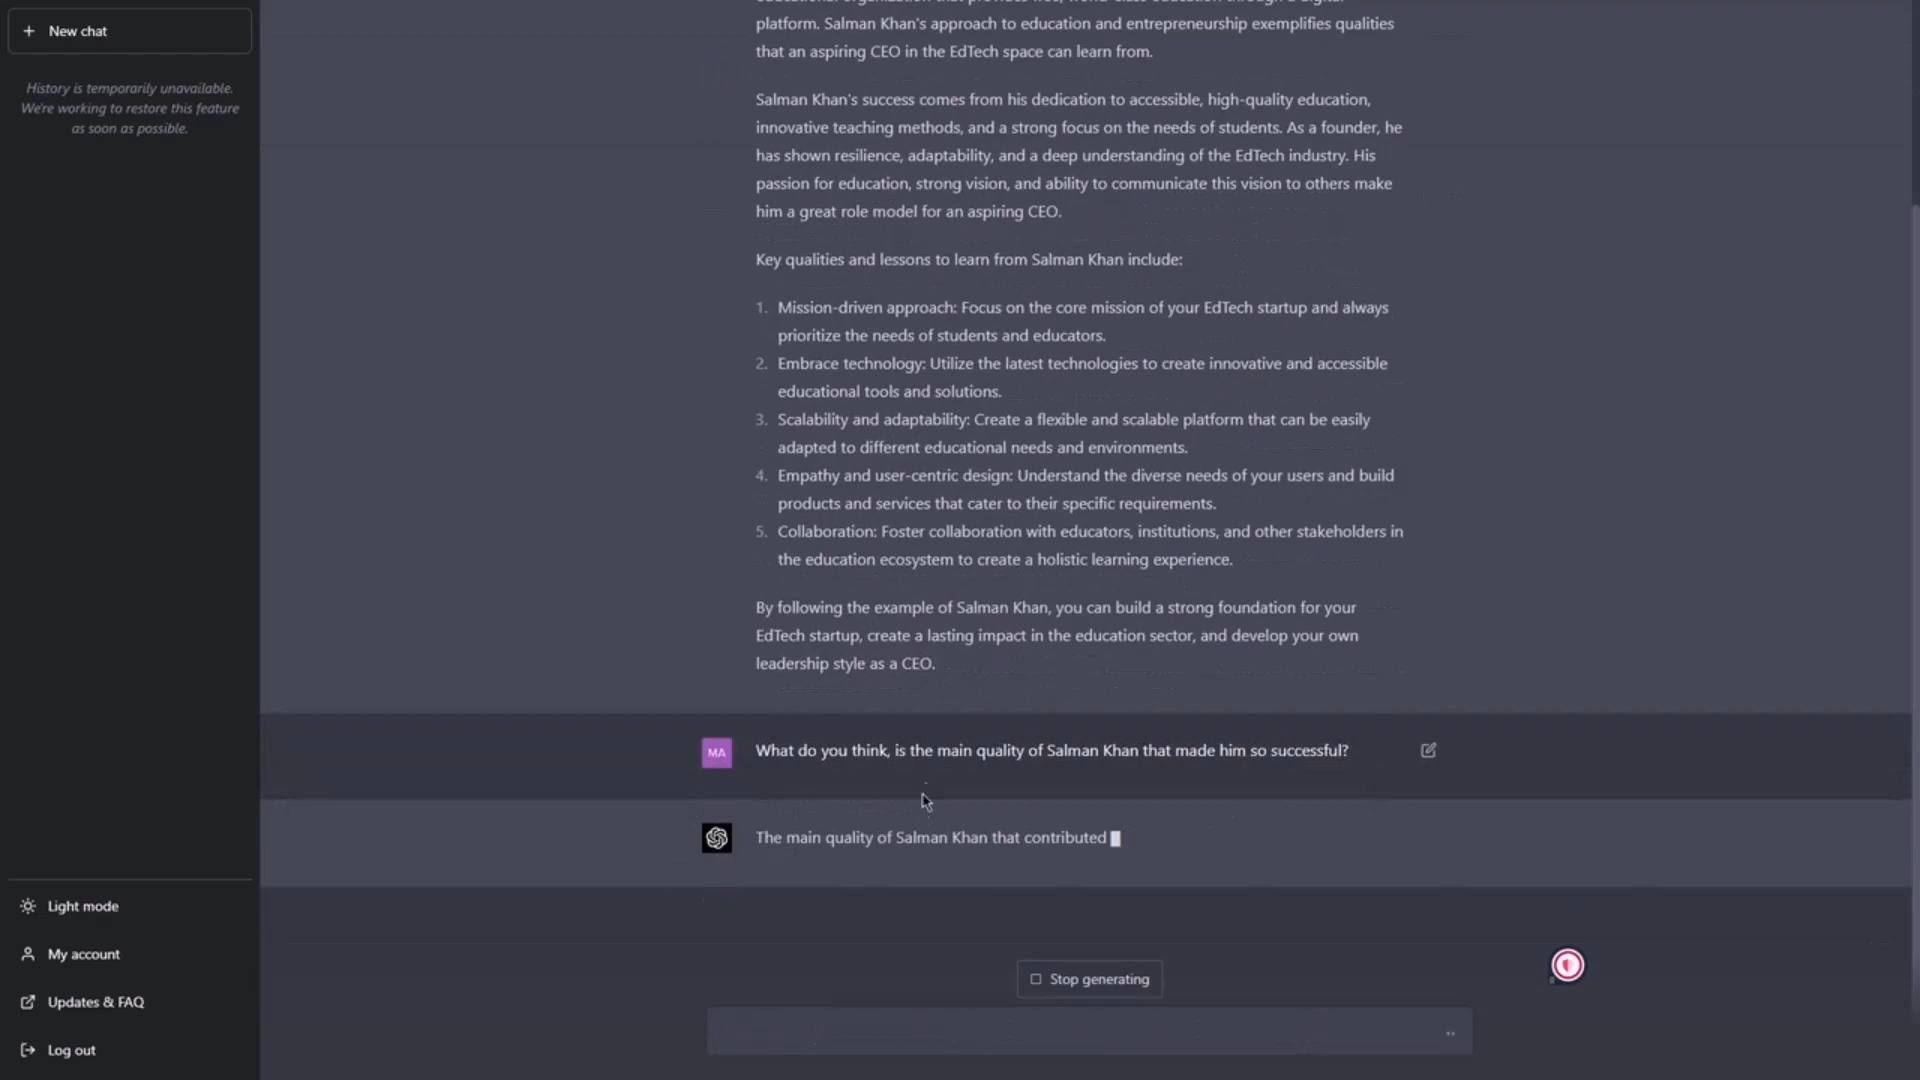 New chat
History is temporarily unavailable.
We're working to restore this feature
as soon as possible.
platform. Salman Khan's approach to education and entrepreneurship exemplifies qualities
that an aspiring CEO in the EdTech space can learn from.
Salman Khan's success comes from his dedication to accessible, high-quality education,
innovative teaching methods, and a strong focus on the needs of students. As a founder, he
has shown resilience, adaptability, and a deep understanding of the EdTech industry. His
passion for education, strong vision, and ability to communicate this vision to others make
him a great role model for an aspiring CEO.
Key qualities and lessons to learn from Salman Khan include:
1. Mission-driven approach: Focus on the core mission of your EdTech startup and always
prioritize the needs of students and educators.
2. Embrace technology: Utilize the latest technologies to create innovative and accessible
educational tools and solutions.
3. Scalability and adaptability: Create a flexible and scalable platform that can be easily
adapted to different educational needs and environments.
4. Empathy and user-centric design: Understand the diverse needs of your users and build
products and services that cater to their specific requirements.
5. Collaboration: Foster collaboration with educators, institutions, and other stakeholders in
the education ecosystem to create a holistic learning experience.
By following the example of Salman Khan, you can build a strong foundation for your
EdTech startup, create a lasting impact in the education sector, and develop your own
leadership style as a CEO.
MA
What do you think, is the main quality of Salman Khan that made him so successful?
The main quality of Salman Khan that contributed
Stop generating
Light mode
My account
Updates & FAQ
Log out